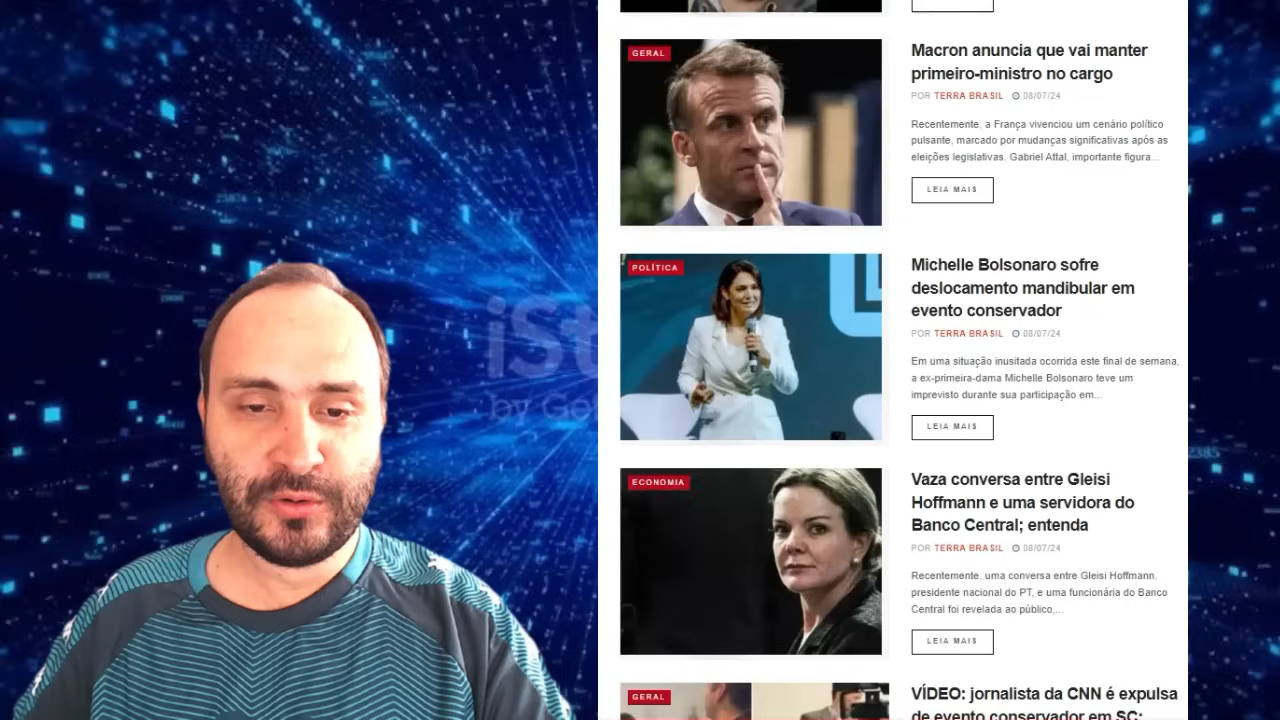 GERAL
Macron anuncia que vai manter
primeiro-ministro no cargo
POR TERRA BRASIL 08/07/24
Recentemente, a França vivenciou um cenário político
pulsante, marcado por mudanças significativas após as
eleições legislativas. Gabriel Attal, importante figura...
LEIA MAIS
POLÍTICA
Michelle Bolsonaro sofre
deslocamento mandibular em
evento conservador
POR TERRA BRASIL 08/07/24
Em uma situação inusitada ocorrida este final de semana,
a ex-primeira-dama Michelle Bolsonaro teve um
imprevisto durante sua participação em...
LEIA MAIS
ECONOMIA
Vaza conversa entre Gleisi
Hoffmann e uma servidora do
Banco Central; entenda
POR TERRA BRASIL 08/07/24
Recentemente, uma conversa entre Gleisi Hoffmann,
presidente nacional do PT, e uma funcionária do Banco
Central foi revelada ao público,...
LEIA MAIS
GERAL
VÍDEO: jornalista da CNN é expulsa
de evento conservador em SC;
iSt
by Ge